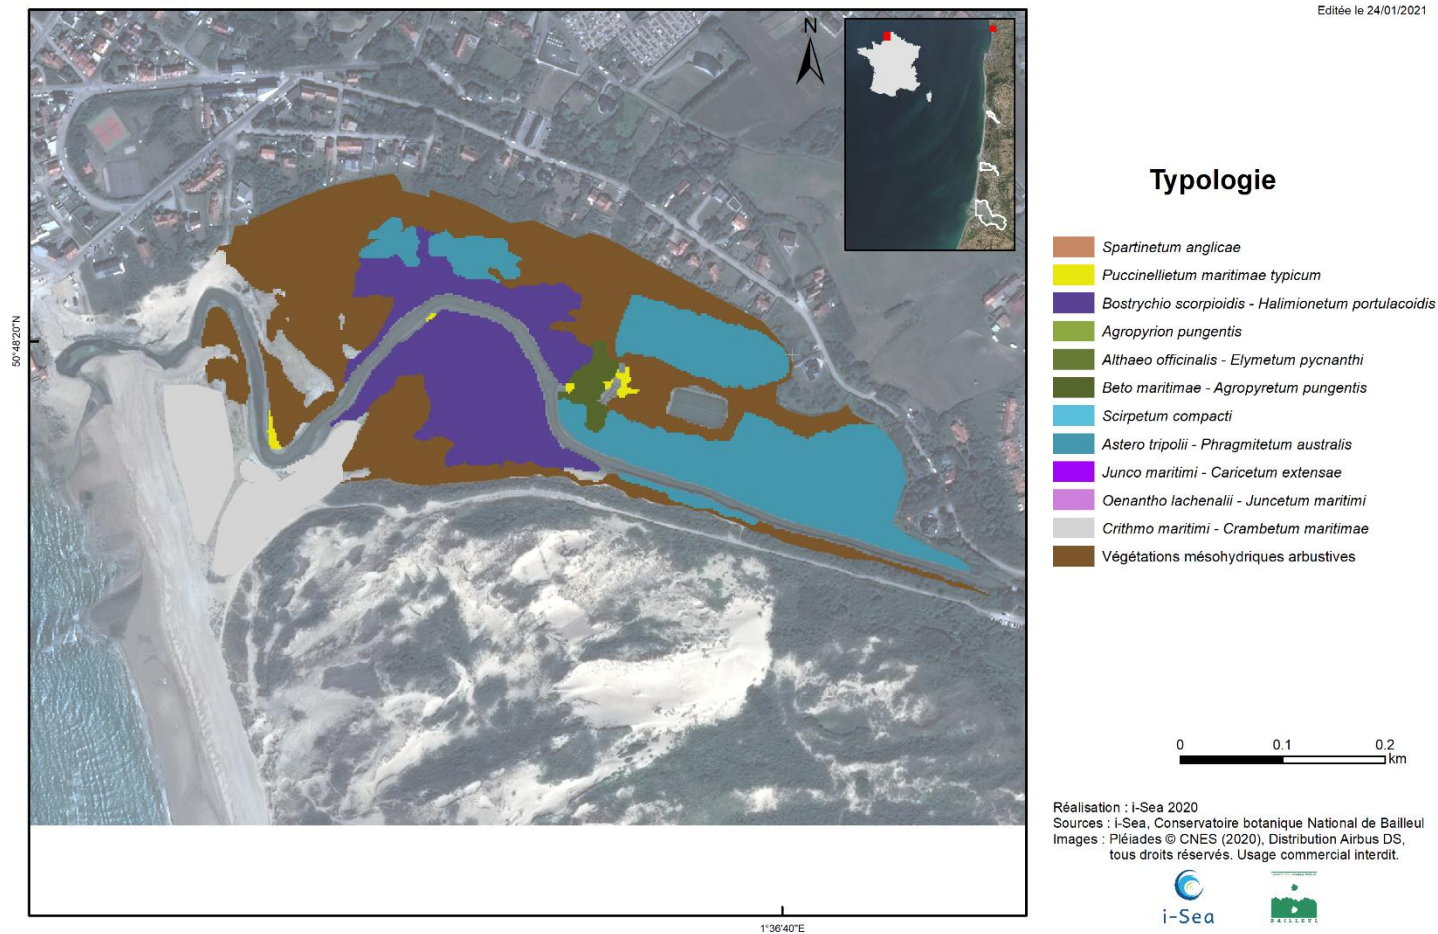 Editée le 24/01/2021
N
50°48'20"N
1°36'40"E
Typologie
Spartinetum anglicae
Puccinellietum maritimae typicum
Bostrychio scorpioidis - Halimionetum portulacoidis
Agropyrion pungentis
Althaeo officinalis - Elymetum pycnanthi
Beto maritimae - Agropyretum pungentis
Scirpetum compacti
Astero tripolii - Phragmitetum australis
Junco maritimi - Caricetum extensae
Oenantho lachenalii - Juncetum maritimi
Crithmo maritimi - Crambetum maritimae
Végétations mésohydriques arbustives
0 0.1 0.2
km
Réalisation : i-Sea 2020
Sources : i-Sea, Conservatoire botanique National de Bailleul
Images : Pléiades © CNES (2020), Distribution Airbus DS,
tous droits réservés. Usage commercial interdit.
i-Sea
BAILLEUL